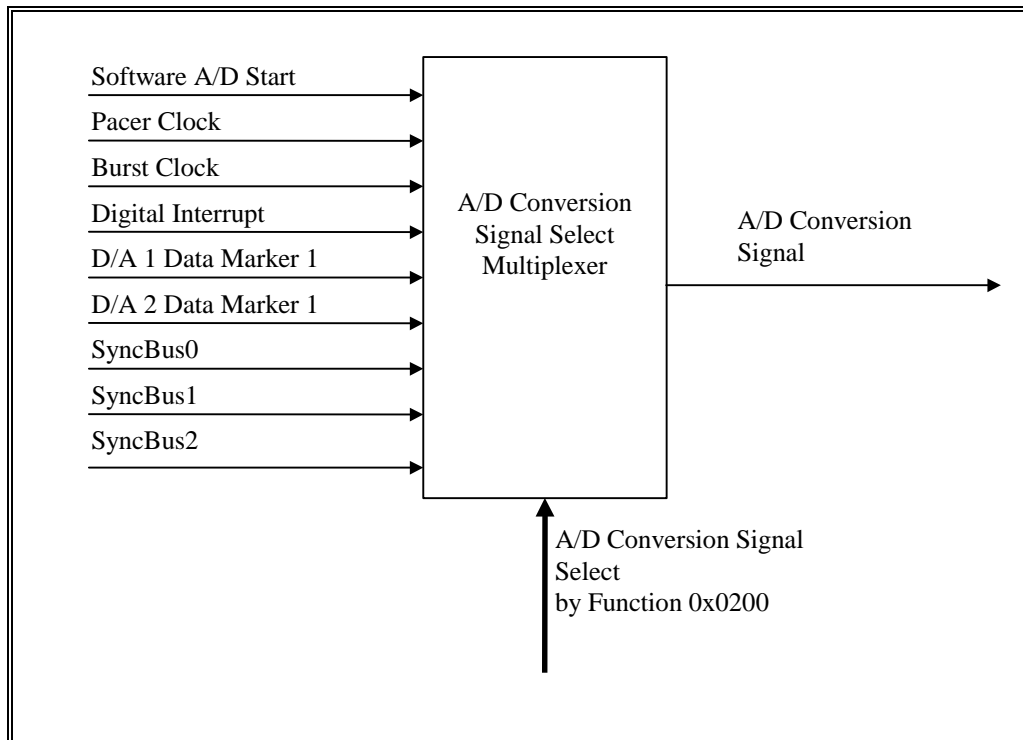 Software A/D Start
Pacer Clock
Burst Clock
Digital Interrupt
D/A 1 Data Marker 1
D/A 2 Data Marker 1
SyncBus0
SyncBus1
SyncBus2
A/D Conversion
Signal Select
Multiplexer
A/D Conversion
Signal
A/D Conversion Signal
Select
by Function 0x0200